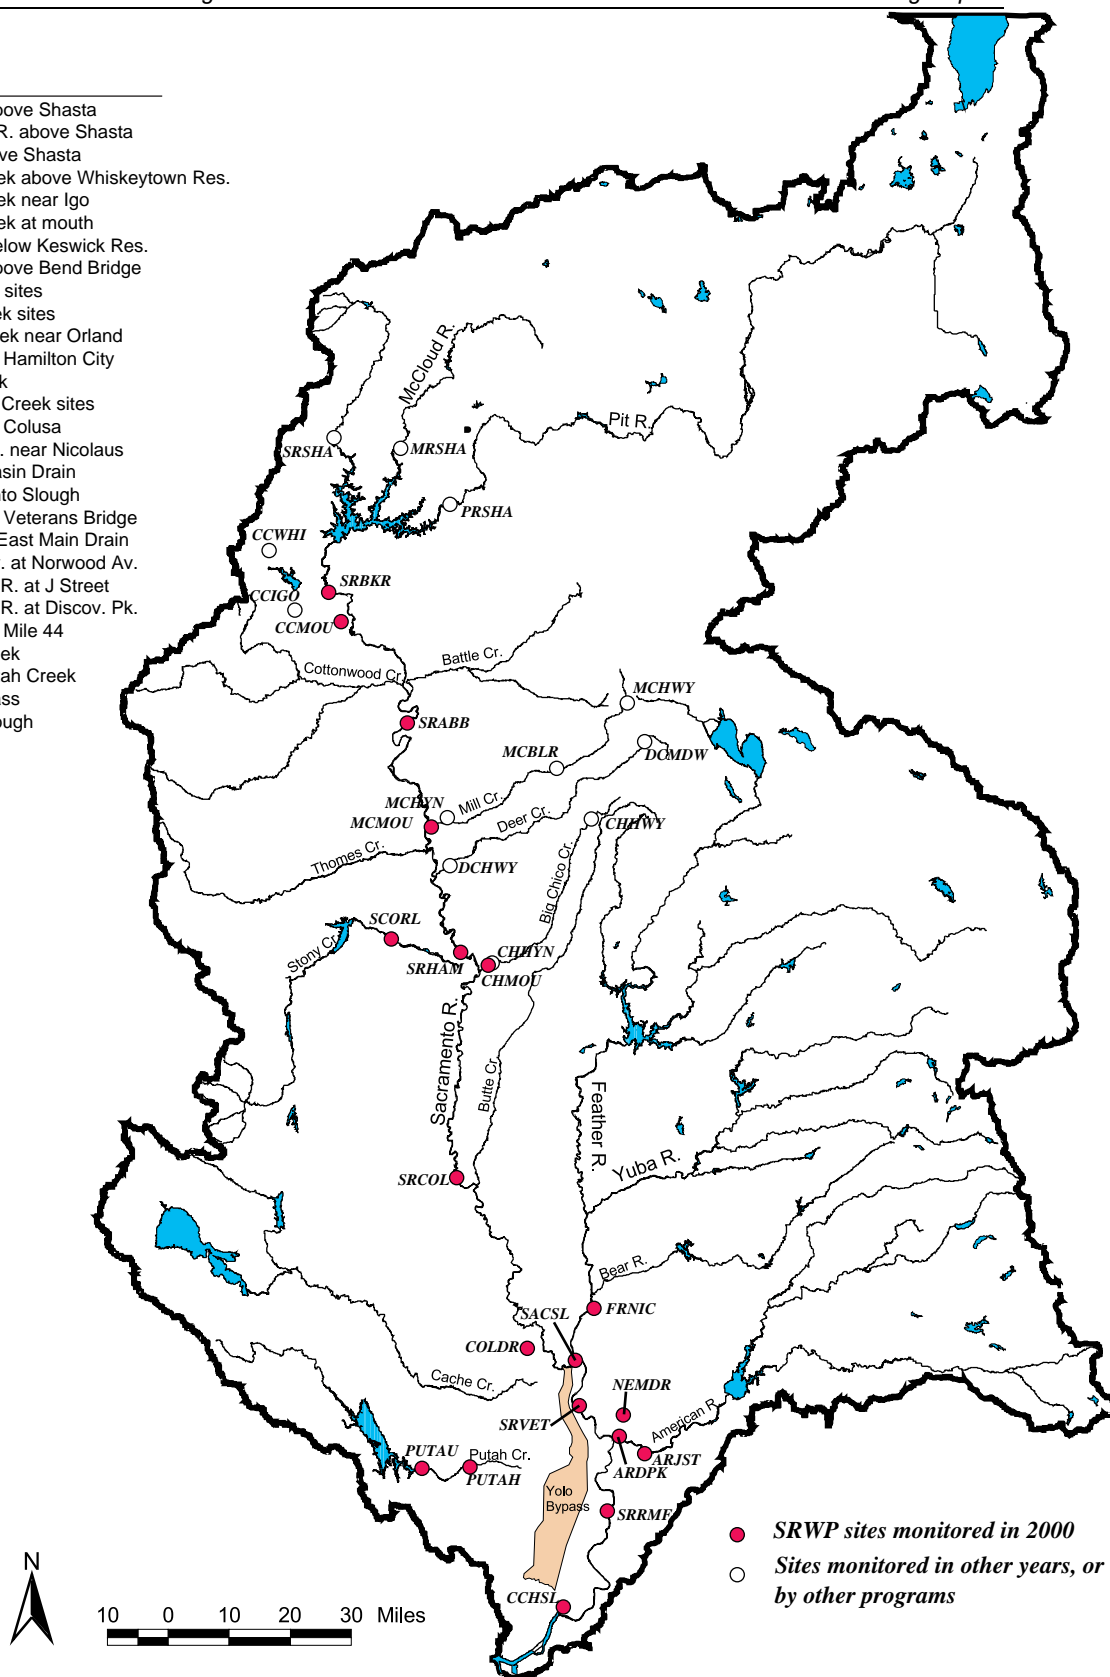 ove Shasta
R. above Shasta
ve Shasta
ek above Whiskeytown Res.
ek near Igo
ek at mouth
elow Keswick Res.
bove Bend Bridge
sites
ek sites
eek near Orland
Hamilton City
k
Creek sites
Colusa
. near Nicolaus
asin Drain
nto Slough
Veterans Bridge
East Main Drain
. at Norwood Av.
R. at J Street
R. at Discov. Pk.
Mile 44
ek
ah Creek
ass
ough
McCloud R.
Pit R.
SRSHA
MRSHA
PRSHA
CCWHI
SRBKR
CCIGO
CCMOU
Battle Cr.
Cottonwood Cr.
MCHWY
SRABB
DCMDW
MCBLR
MCHYN
Mill Cr.
MCMOU
Deer Cr.
CHHWY
Thomes Cr.
DCHWY
Big Chico Cr.
SCORL
Stony Cr.
CHHYN
SRHAM
CHMOU
Sacramento R.
Butte Cr.
Feather R.
Yuba R.
SRCOL
Bear R.
SACSL
FRNIC
COLDR
Cache Cr.
NEMDR
SRVET
American R.
ARJST
ARDPK
PUTAU
Putah Cr.
PUTAH
Yolo
Bypass
SRRMF
SRWP sites monitored in 2000
Sites monitored in other years, or
by other programs
CCHSL
N
10 0 10 20 30 Miles